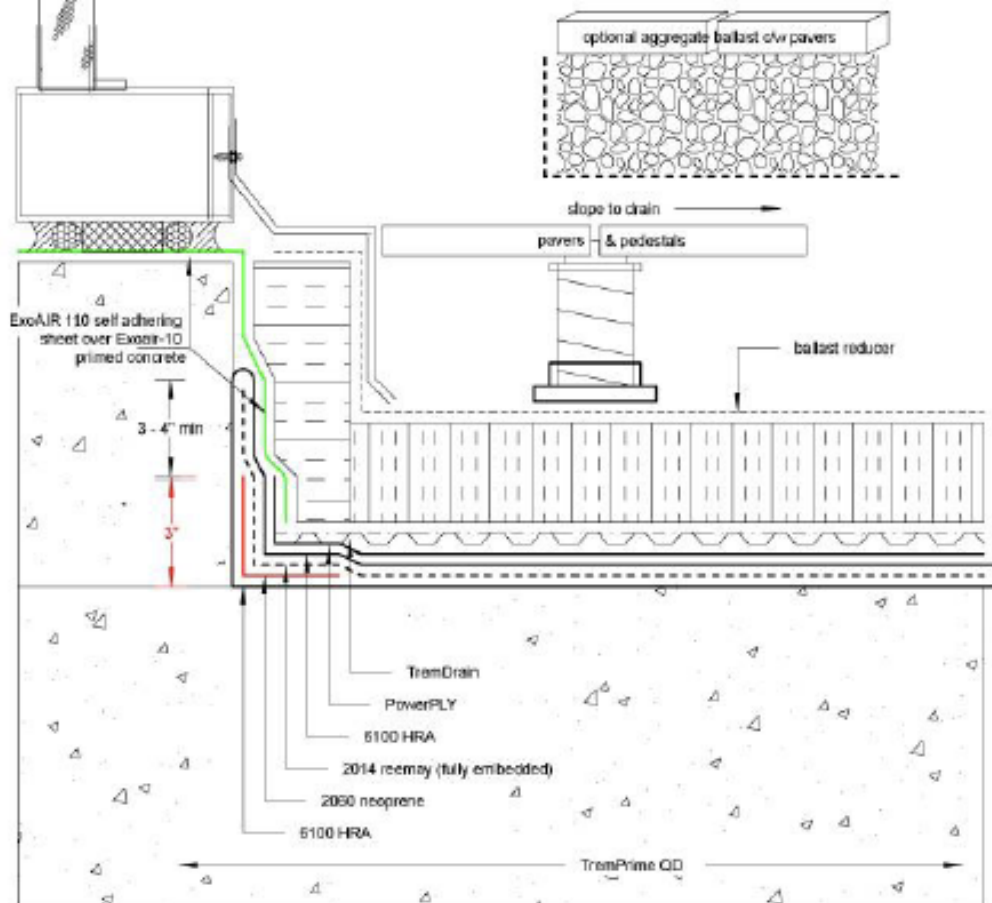 optional aggregate ballast c/w pavers
slope to drain
pavers & pedestals
ExoAIR 110 self adhering
sheet over Exoair-10
primed concrete
ballast reducer
3 - 4" min
3"
TremDrain
PowerPLY
6100 HRA
2014 reemay (fully embedded)
2060 neoprene
6100 HRA
TremPrime QD